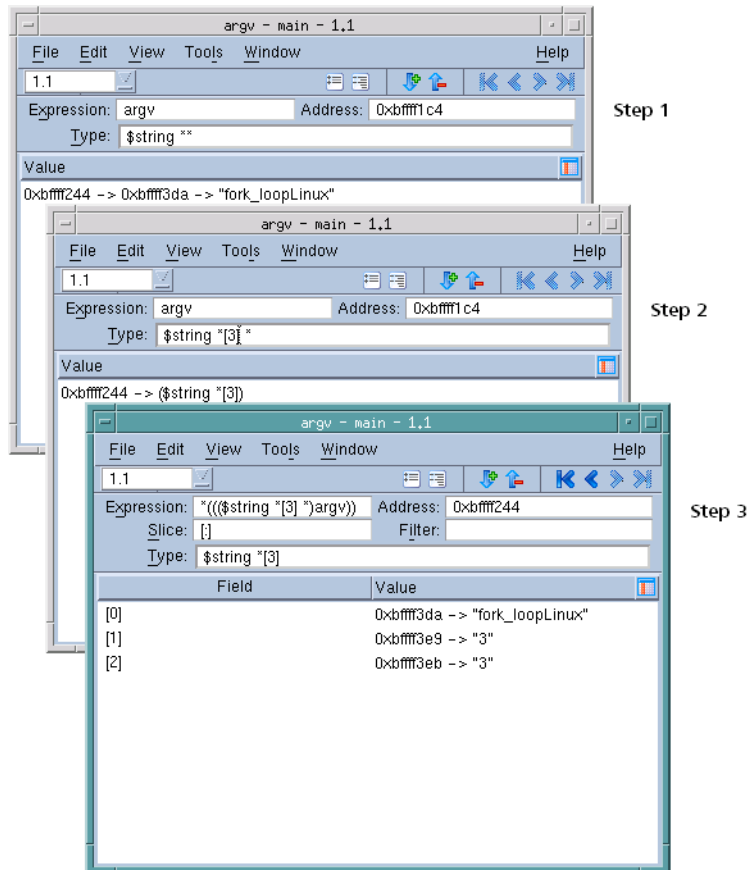 argv - main - 1.1
File Edit View Tools Window Help
1.1
Expression: argv Address: 0xbffff1c4
Type: $string **
Value
0xbffff244 -> 0xbffff3da -> "fork_loopLinux"
Step 1
argv - main - 1.1
File Edit View Tools Window Help
1.1
Expression: argv Address: 0xbffff1c4
Type: $string *[3] *
Value
0xbffff244 -> ($string *[3])
Step 2
argv - main - 1.1
File Edit View Tools Window Help
1.1
Expression: *((($string *[3] *)argv)) Address: 0xbffff244
Slice: [:] Filter:
Type: $string *[3]
Field Value
[0] 0xbffff3da -> "fork_loopLinux"
[1] 0xbffff3e9 -> "3"
[2] 0xbffff3eb -> "3"
Step 3